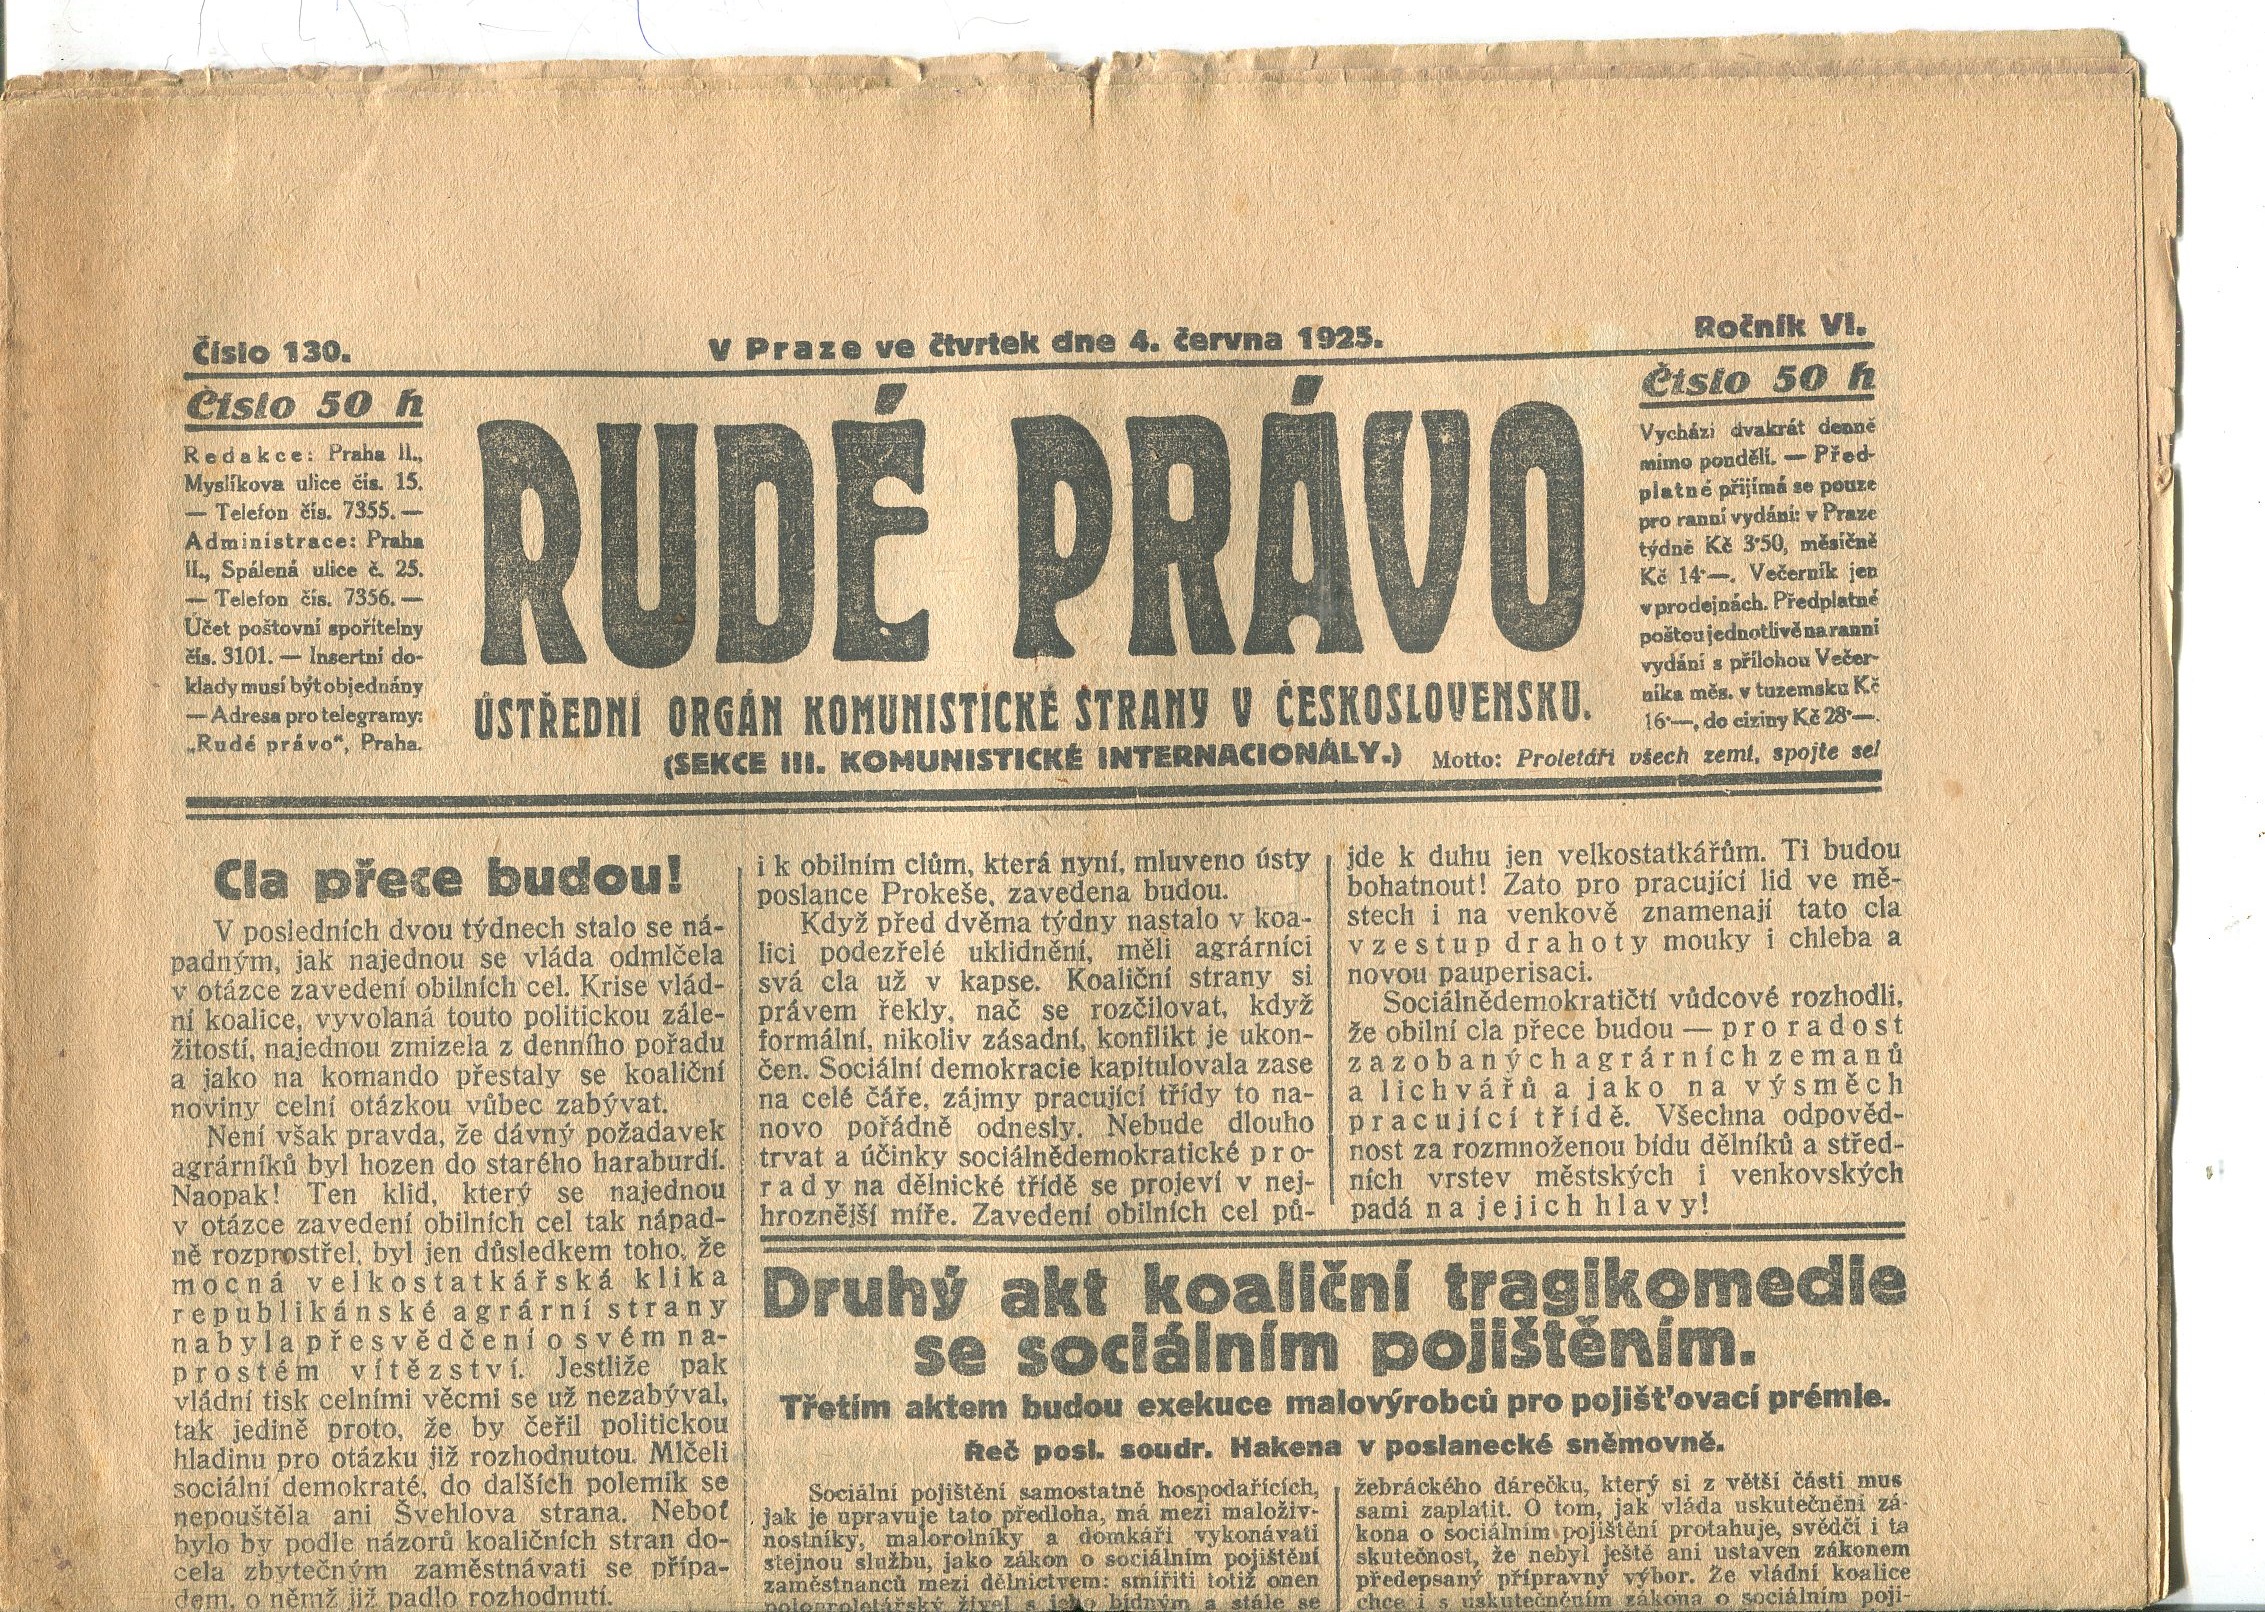 Číslo 130.
V Praze ve čtvrtek dne 4. června 1925.
Ročník VI.
Číslo 50 h
Redakce: Praha II.,
Myslíkova ulice čís. 15.
— Telefon čís. 7355. —
Administrace: Praha
II., Spálená ulice č. 25.
— Telefon čís. 7356. —
Účet poštovní spořitelny
čís. 3101. — Insertní do-
klady musí být objednány
— Adresa pro telegramy:
„Rudé právo“, Praha.
RUDÉ PRÁVO
ÚSTŘEDNÍ ORGÁN KOMUNISTICKÉ STRANY V ČESKOSLOVENSKU.
(SEKCE III. KOMUNISTICKÉ INTERNACIONÁLY.)
Motto: Proletáři všech zemí, spojte se!
Číslo 50 h
Vychází dvakrát denně
mimo pondělí. — Před-
platné přijímá se pouze
pro ranní vydání: v Praze
týdně Kč 3·50, měsíčně
Kč 14·—. Večerník jen
v prodejnách. Předplatné
poštou jednotlivě na ranní
vydání s přílohou Večer-
níka měs. v tuzemsku Kč
16·—, do ciziny Kč 28·—.
Cla přece budou!
V posledních dvou týdnech stalo se ná-
padným, jak najednou se vláda odmlčela
v otázce zavedení obilních cel. Krise vlád-
ní koalice, vyvolaná touto politickou zále-
žitostí, najednou zmizela z denního pořadu
a jako na komando přestaly se koaliční
noviny celní otázkou vůbec zabývat.
Není však pravda, že dávný požadavek
agrárníků byl hozen do starého haraburdí.
Naopak! Ten klid, který se najednou
v otázce zavedení obilních cel tak nápad-
ně rozprostřel, byl jen důsledkem toho, že
mocná velkostatkářská klika
republikánské agrární strany
nabyla přesvědčení o svém na-
prostém vítězství. Jestliže pak
vládní tisk celními věcmi se už nezabýval,
tak jedině proto, že by čeřil politickou
hladinu pro otázku již rozhodnutou. Mlčeli
sociální demokraté, do dalších polemik se
nepouštěla ani Švehlova strana. Neboť
bylo by podle názorů koaličních stran do-
cela zbytečným zaměstnávati se přípa-
dem, o němž již padlo rozhodnutí.
i k obilním clům, která nyní, mluveno ústy
poslance Prokeše, zavedena budou.
Když před dvěma týdny nastalo v koa-
lici podezřelé uklidnění, měli agrárníci
svá cla už v kapse. Koaliční strany si
právem řekly, nač se rozčilovat, když
formální, nikoliv zásadní, konflikt je ukon-
čen. Sociální demokracie kapitulovala zase
na celé čáře, zájmy pracující třídy to na-
novo pořádně odnesly. Nebude dlouho
trvat a účinky sociálnědemokratické pro-
rady na dělnické třídě se projeví v nej-
hroznější míře. Zavedení obilních cel pů-
jde k duhu jen velkostatkářům. Ti budou
bohatnout! Zato pro pracující lid ve mě-
stech i na venkově znamenají tato cla
vzestup drahoty mouky i chleba a
novou pauperisaci.
Sociálnědemokratičtí vůdcové rozhodli,
že obilní cla přece budou — pro radost
zazobaných agrárních zemanů
a lichvářů a jako na výsměch
pracující třídě. Všechna odpověd-
nost za rozmnoženou bídu dělníků a střed-
ních vrstev městských i venkovských
padá na jejich hlavy!
Druhý akt koaliční tragikomedie
se sociálním pojištěním.
Třetím aktem budou exekuce malovýrobců pro pojišťovací prémie.
Řeč posl. soudr. Hakena v poslanecké sněmovně.
Sociální pojištění samostatně hospodařících,
jak je upravuje tato předloha, má mezi maloživ-
nostníky, malorolníky a domkáři vykonávati
stejnou službu, jako zákon o sociálním pojištění
zaměstnanců mezi dělnictvem: smířiti totiž onen
poloproletářský živel s jeho bídným a stále se
žebráckého dárečku, který si z větší části mus
sami zaplatit. O tom, jak vláda uskutečnění zá-
kona o sociálním pojištění protahuje, svědčí i ta
skutečnost, že nebyl ještě ani ustaven zákonem
předepsaný přípravný výbor. Že vládní koalice
chce i s uskutečněním zákona o sociálním poji-